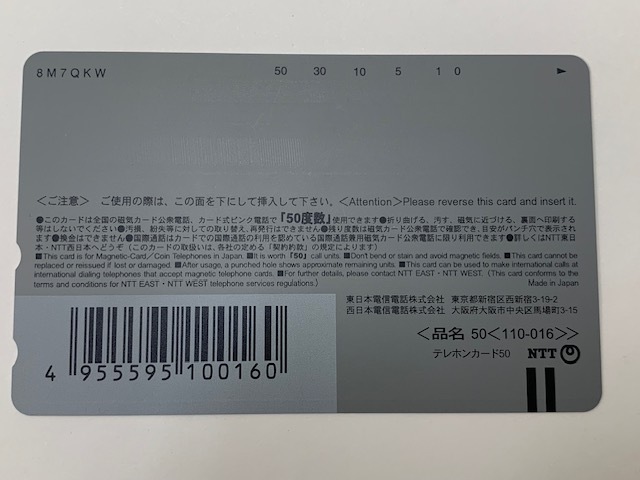 8M7QKW 50 30 10 5 1 0
＜ご注意＞ ご使用の際は、この面を下にして挿入して下さい。＜Attention＞Please reverse this card and insert it.
●このカードは全国の磁気カード公衆電話、カード式ピンク電話で「50度数」使用できます●折り曲げる、汚す、磁気に近づける、裏面へ印刷する
等はしないでください●汚損、紛失等に対しての取り替え、再発行はできません●残り度数は磁気カード公衆電話で確認でき、目安がパンチ穴で表示されま
す●換金はできません●国際通話はカードでの国際通話の利用を認めている国際通話兼用磁気カード公衆電話に限り利用できます●詳しくはNTT東日
本・NTT西日本へどうぞ（このカードの取扱いは、各社の定める「契約約款」の規定によります）
■This card is for Magnetic-Card/Coin Telephones in Japan. ■It is worth「50」call units. ■Don't bend or stain and avoid magnetic fields. ■This card cannot be
replaced or reissued if lost or damaged. ■After usage, a punched hole shows approximate remaining units. ■This card can be used to make international calls at
international dialing telephones that accept magnetic telephone cards. ■For further details, please contact NTT EAST・NTT WEST. (This card conforms to the
terms and conditions for NTT EAST・NTT WEST telephone services regulations.) Made in Japan
東日本電信電話株式会社 東京都新宿区西新宿3-19-2
西日本電信電話株式会社 大阪府大阪市中央区馬場町3-15
＜品名 50＜110-016＞＞
テレホンカード50 NTT
4 955595 100160